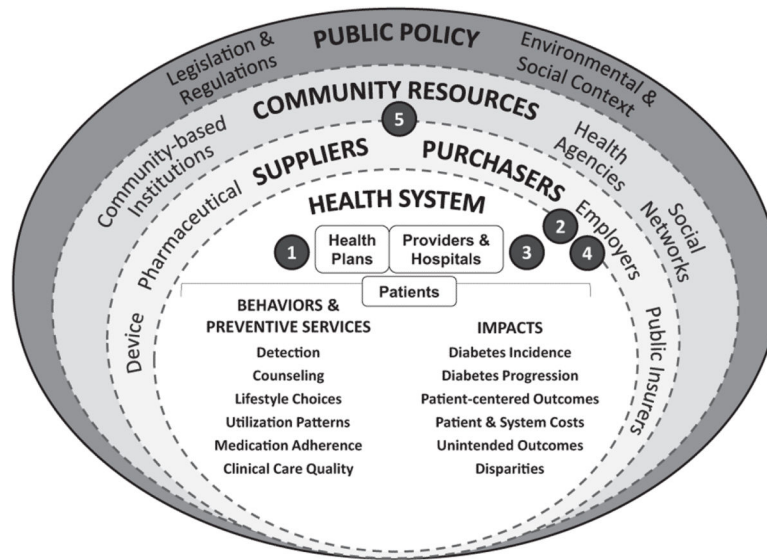 PUBLIC POLICY
Legislation &
Regulations
Environmental &
Social Context
COMMUNITY RESOURCES
Community-based
Institutions
Health
Agencies
Social
Networks
5
SUPPLIERS
PURCHASERS
Pharmaceutical
Device
Employers
Public Insurers
HEALTH SYSTEM
1
Health
Plans
Providers &
Hospitals
3
2
4
Patients
BEHAVIORS &
PREVENTIVE SERVICES
Detection
Counseling
Lifestyle Choices
Utilization Patterns
Medication Adherence
Clinical Care Quality
IMPACTS
Diabetes Incidence
Diabetes Progression
Patient-centered Outcomes
Patient & System Costs
Unintended Outcomes
Disparities